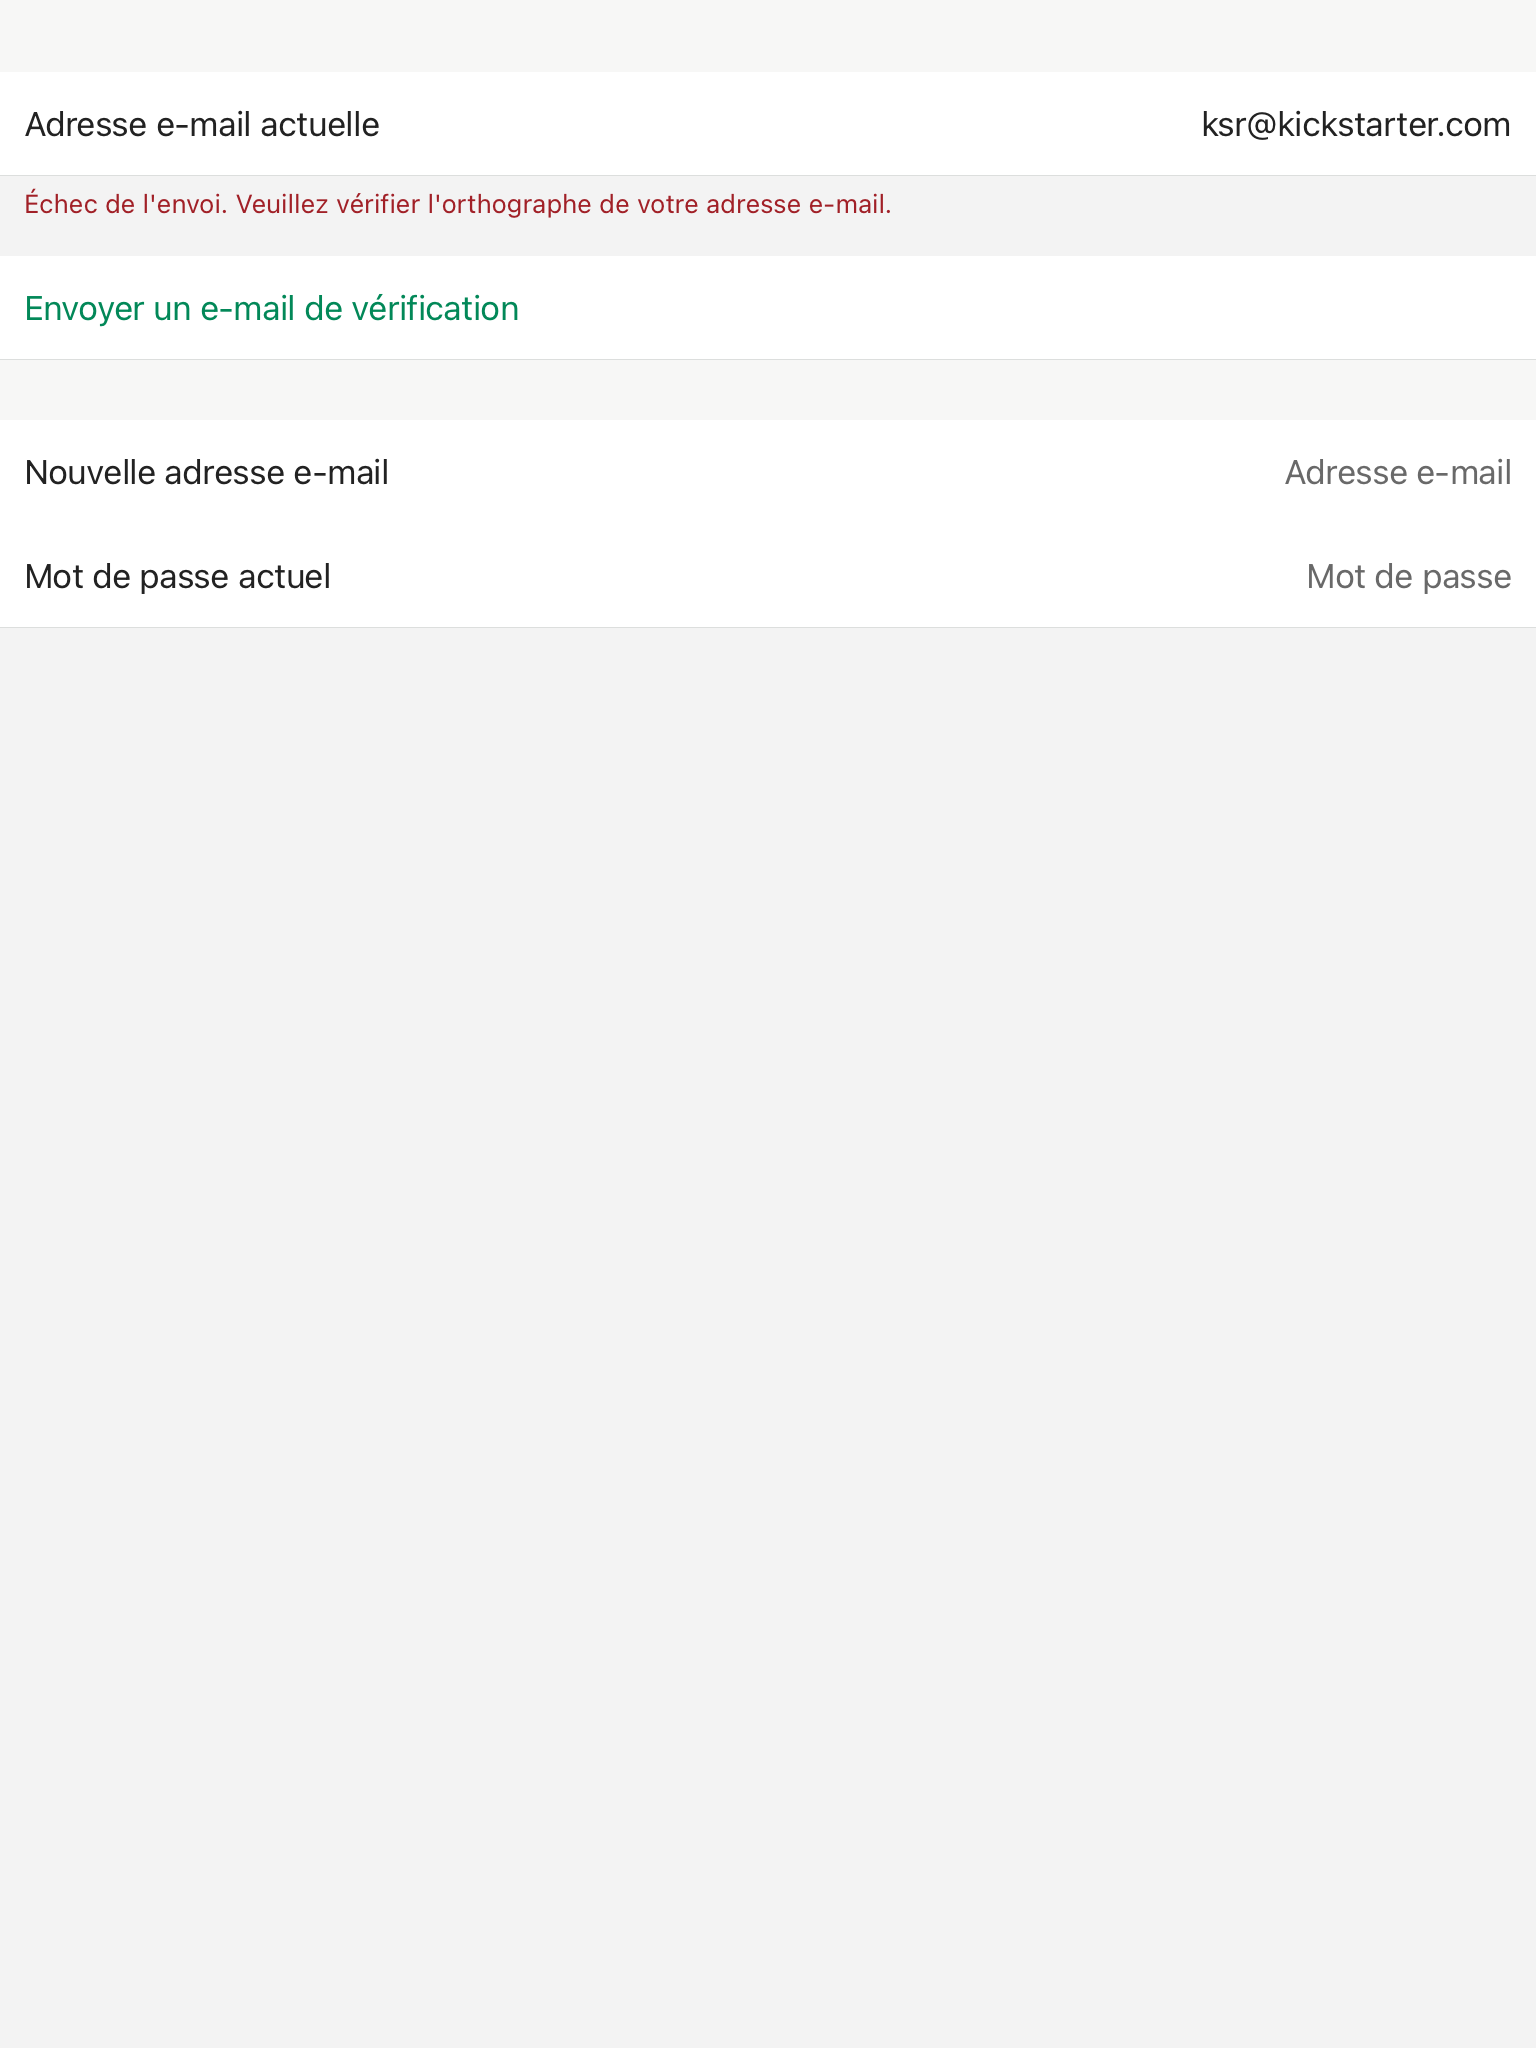 Adresse e-mail actuelle ksr@kickstarter.com
Échec de l'envoi. Veuillez vérifier l'orthographe de votre adresse e-mail.
Envoyer un e-mail de vérification
Nouvelle adresse e-mail Adresse e-mail
Mot de passe actuel Mot de passe